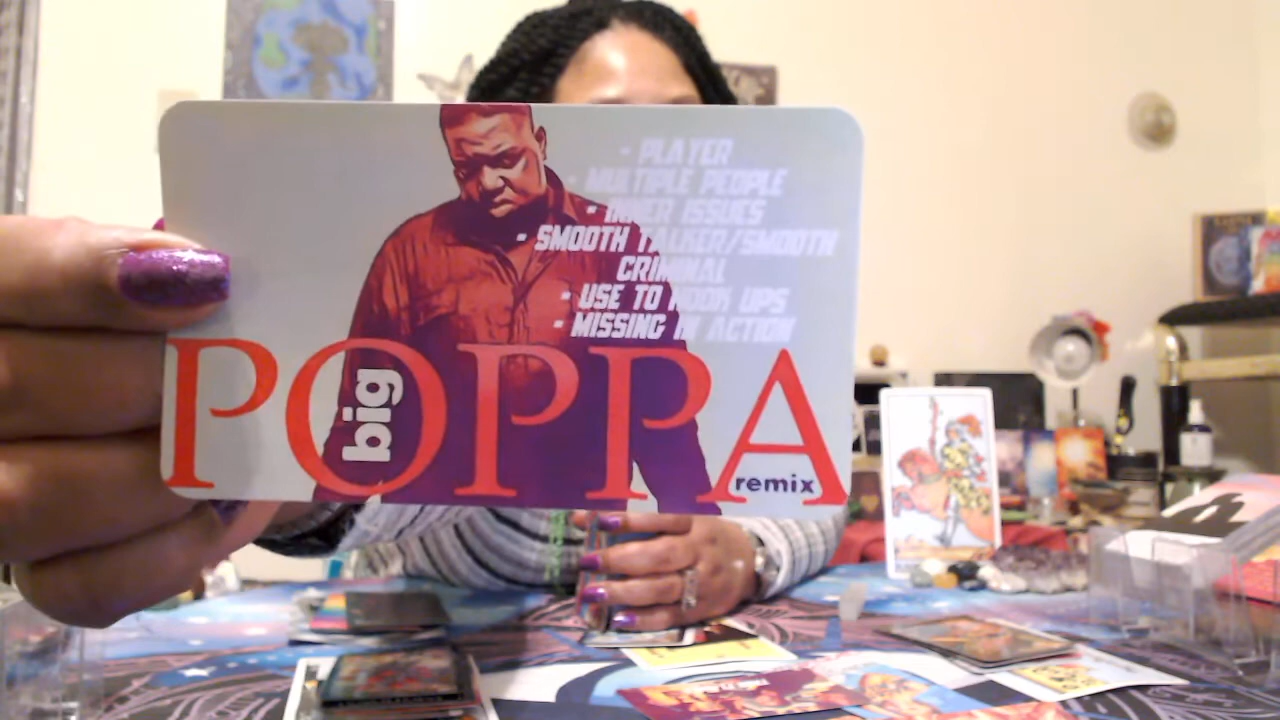 - PLAYER
- MULTIPLE PEOPLE
- INNER ISSUES
- SMOOTH TALKER/SMOOTH
CRIMINAL
- USE TO HOOK UPS
- MISSING IN ACTION
big
POPPA
remix